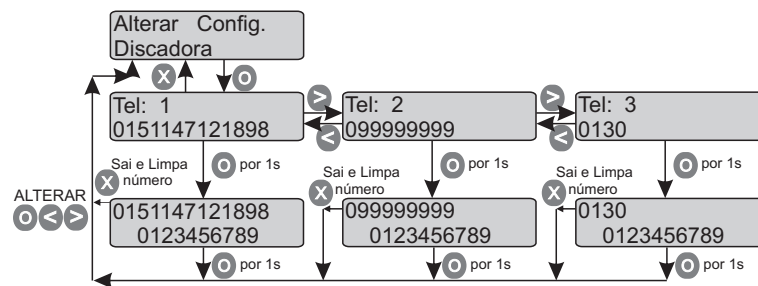 Alterar Config.
Discadora
X O
Tel: 1
0151147121898
>
<
Tel: 2
099999999
>
<
Tel: 3
0130
Sai e Limpa
X número
O por 1s
Sai e Limpa
X número
O por 1s
Sai e Limpa
X número
O por 1s
ALTERAR
O < >
0151147121898
0123456789
099999999
0123456789
0130
0123456789
O por 1s
O por 1s
O por 1s